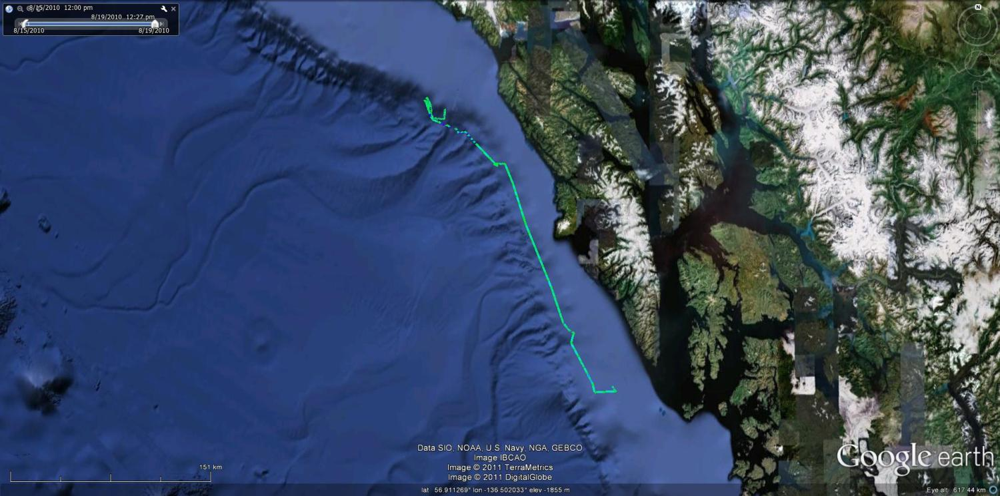 8/15/2010 12:00 pm
8/19/2010 12:27 pm
8/15/2010 8/19/2010
N
Data SIO, NOAA, U.S. Navy, NGA, GEBCO
Image IBCAO
Image © 2011 TerraMetrics
Image © 2011 DigitalGlobe
Google earth
151 km
lat 56.911269° lon -136.502033° elev -1855 m
Eye alt 617.44 km